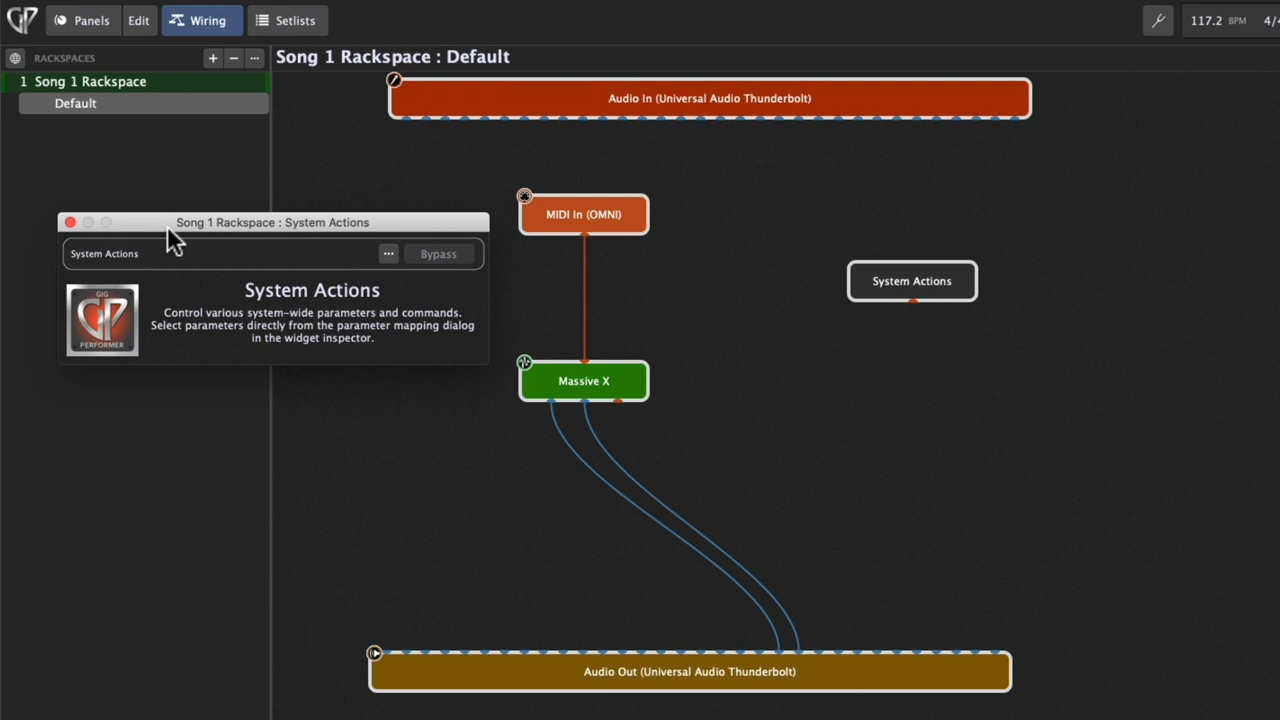 GP Panels Edit Wiring Setlists 117.2 BPM 4/4
RACKSPACES + − ... Song 1 Rackspace : Default
1 Song 1 Rackspace
Default
Audio In (Universal Audio Thunderbolt)
MIDI In (OMNI)
Song 1 Rackspace : System Actions
System Actions ... Bypass
System Actions
Control various system-wide parameters and commands.
Select parameters directly from the parameter mapping dialog
in the widget inspector.
GIG
GP
PERFORMER
System Actions
Massive X
Audio Out (Universal Audio Thunderbolt)